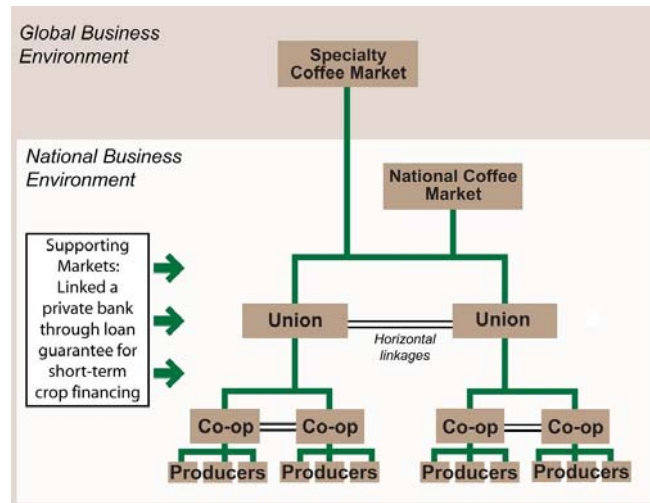 Global Business
Environment
Specialty
Coffee Market
National Business
Environment
National Coffee
Market
Supporting
Markets:
Linked a
private bank
through loan
guarantee for
short-term
crop financing
Union
Union
Horizontal
linkages
Co-op
Co-op
Co-op
Co-op
Producers
Producers
Producers
Producers